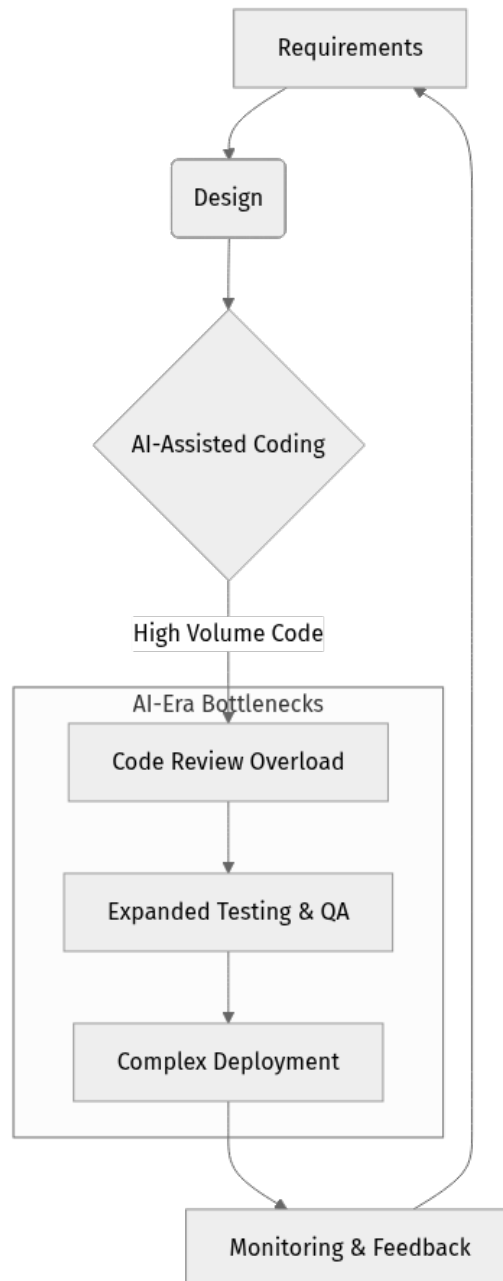 Requirements
Design
AI-Assisted Coding
High Volume Code
AI-Era Bottlenecks
Code Review Overload
Expanded Testing & QA
Complex Deployment
Monitoring & Feedback